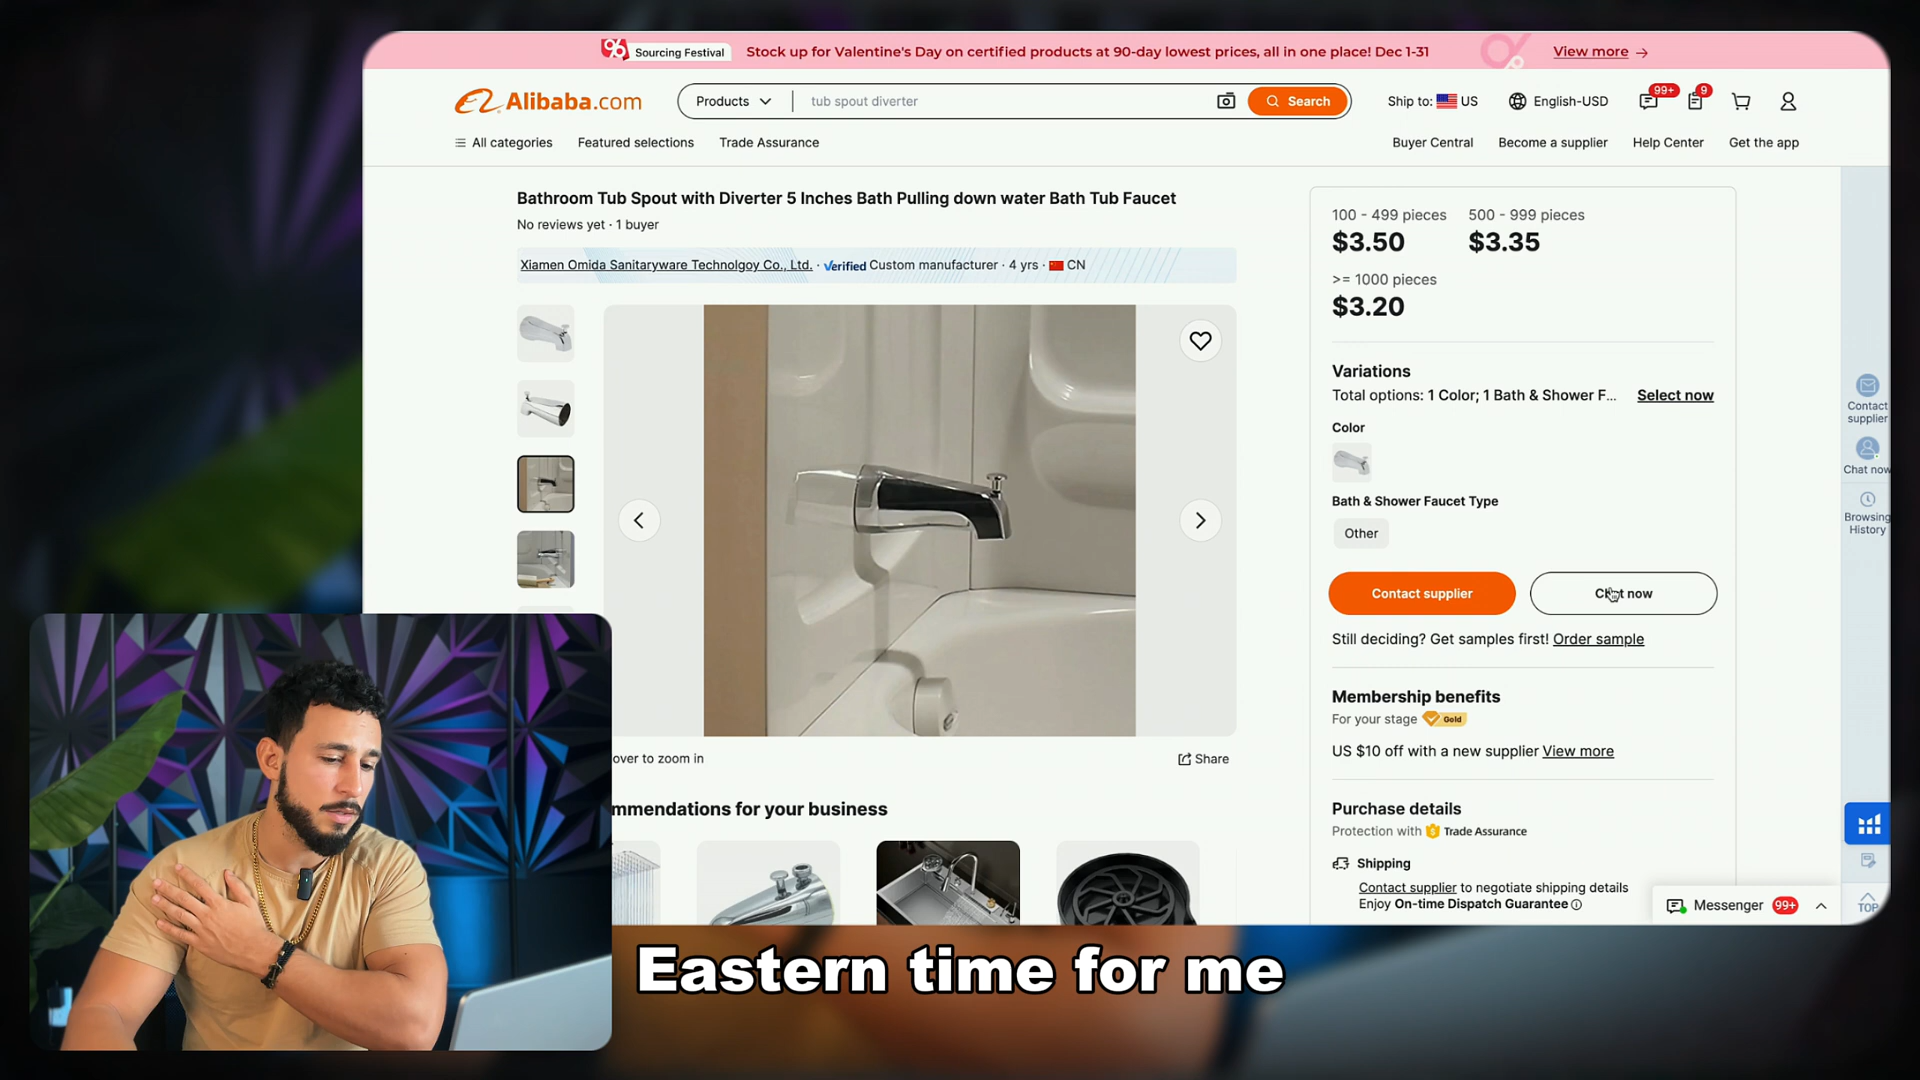 96 Sourcing Festival Stock up for Valentine's Day on certified products at 90-day lowest prices, all in one place! Dec 1-31 View more →
Alibaba.com Products tub spout diverter Search Ship to: US English-USD 99+ 9
All categories Featured selections Trade Assurance Buyer Central Become a supplier Help Center Get the app
Bathroom Tub Spout with Diverter 5 Inches Bath Pulling down water Bath Tub Faucet
No reviews yet · 1 buyer
Xiamen Omida Sanitaryware Technolgoy Co., Ltd. · Verified Custom manufacturer · 4 yrs · CN
over to zoom in
Share
mmendations for your business
100 - 499 pieces 500 - 999 pieces
$3.50 $3.35
>= 1000 pieces
$3.20
Variations
Total options: 1 Color; 1 Bath & Shower F... Select now
Color
Bath & Shower Faucet Type
Other
Contact supplier Chat now
Still deciding? Get samples first! Order sample
Membership benefits
For your stage Gold
US $10 off with a new supplier View more
Purchase details
Protection with Trade Assurance
Shipping
Contact supplier to negotiate shipping details
Enjoy On-time Dispatch Guarantee
Contact
supplier
Chat now
Browsing
History
Messenger 99+
TOP
Eastern time for me